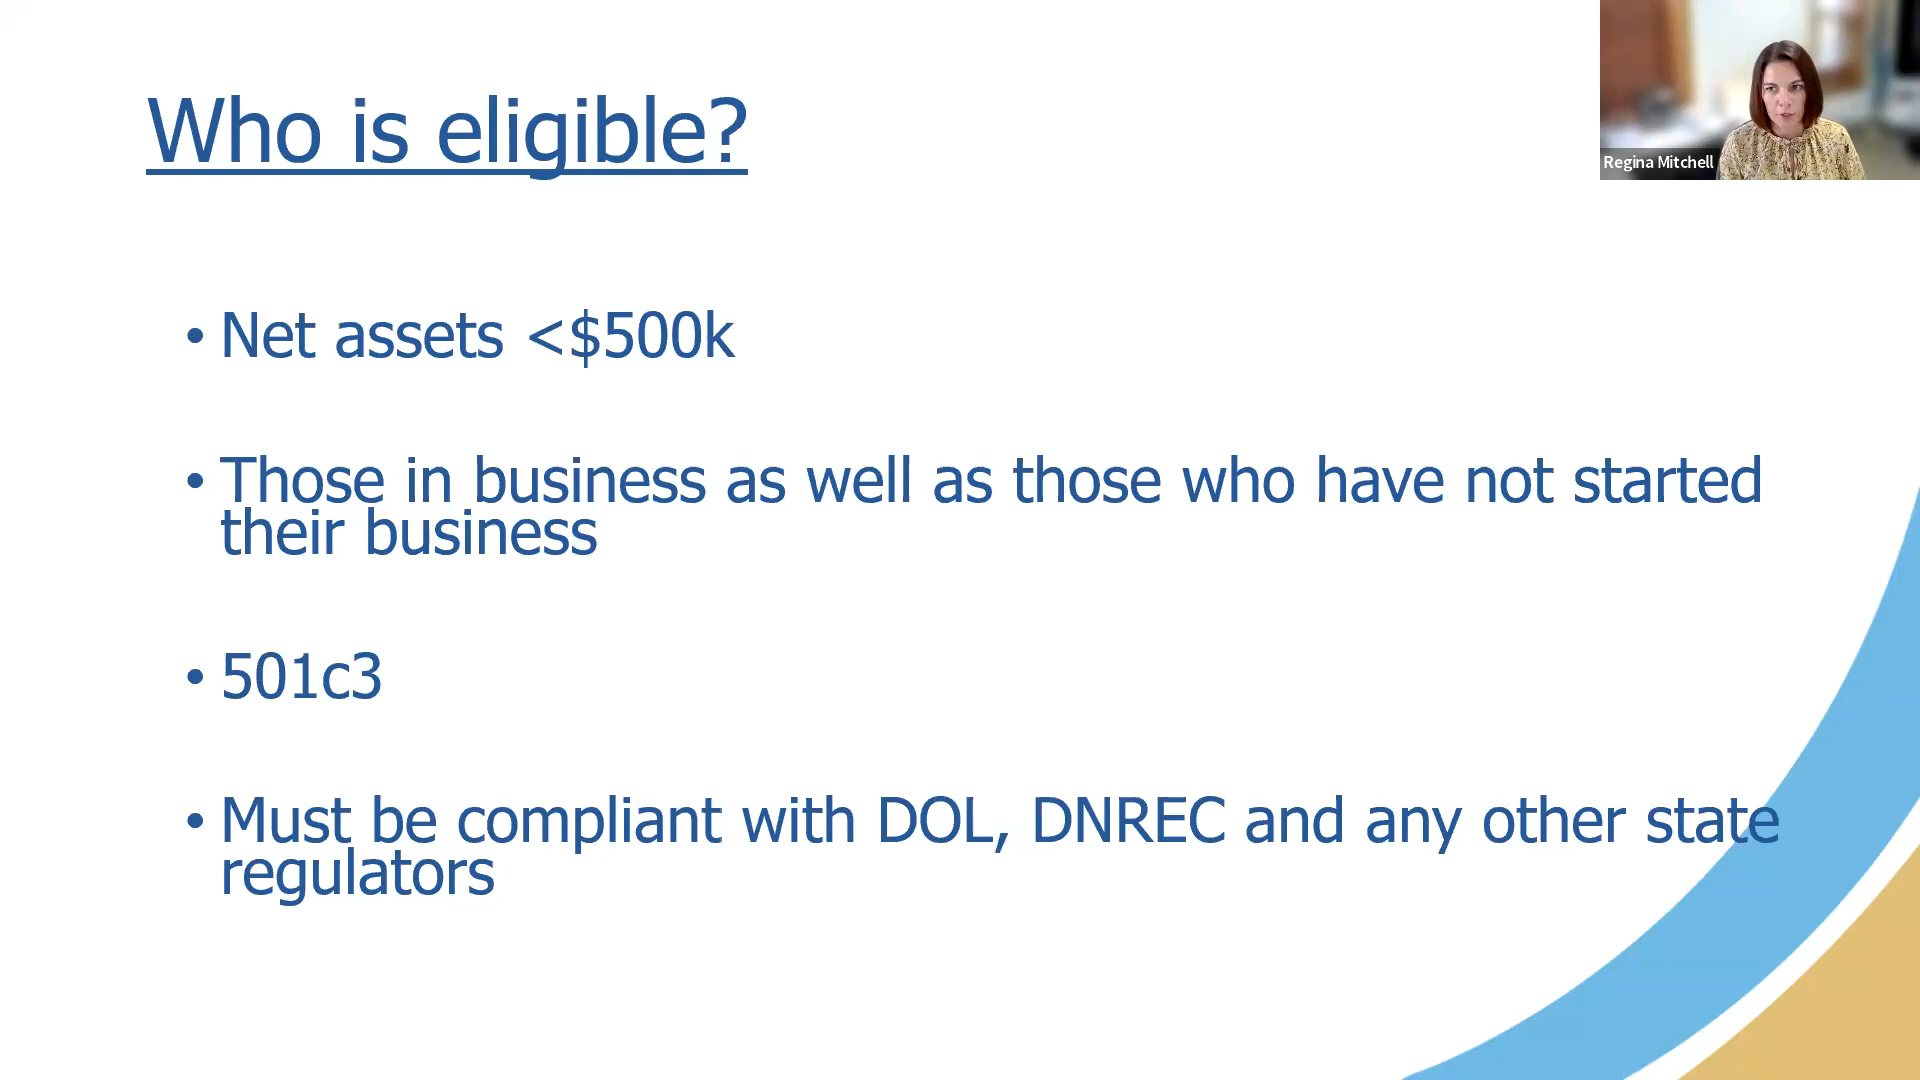 Who is eligible?
Regina Mitchell
• Net assets <$500k
• Those in business as well as those who have not started
their business
• 501c3
• Must be compliant with DOL, DNREC and any other state
regulators